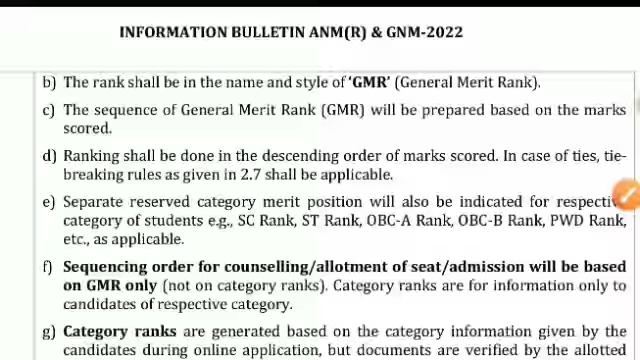 INFORMATION BULLETIN ANM(R) & GNM-2022
b) The rank shall be in the name and style of 'GMR' (General Merit Rank).
c) The sequence of General Merit Rank (GMR) will be prepared based on the marks
scored.
d) Ranking shall be done in the descending order of marks scored. In case of ties, tie-
breaking rules as given in 2.7 shall be applicable.
e) Separate reserved category merit position will also be indicated for respective
category of students e.g., SC Rank, ST Rank, OBC-A Rank, OBC-B Rank, PWD Rank,
etc., as applicable.
f) Sequencing order for counselling/allotment of seat/admission will be based
on GMR only (not on category ranks). Category ranks are for information only to
candidates of respective category.
g) Category ranks are generated based on the category information given by the
candidates during online application, but documents are verified by the allotted